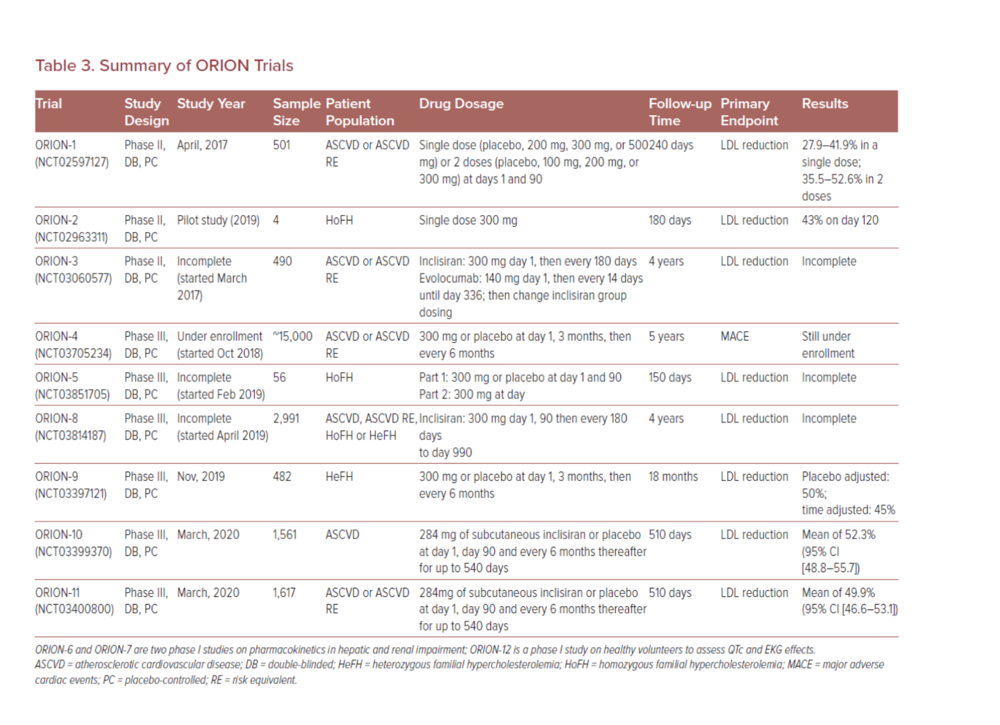 Table 3. Summary of ORION Trials
Trial Study Design Study Year Sample Size Patient Population Drug Dosage Follow-up Time Primary Endpoint Results
ORION-1 Phase II, April, 2017 501 ASCVD or ASCVD Single dose (placebo, 200 mg, 300 mg, or 500 240 days LDL reduction 27.9–41.9% in a
(NCT02597127) DB, PC RE mg) or 2 doses (placebo, 100 mg, 200 mg, or single dose;
300 mg) at days 1 and 90 35.5–52.6% in 2
doses
ORION-2 Phase II, Pilot study (2019) 4 HoFH Single dose 300 mg 180 days LDL reduction 43% on day 120
(NCT02963311) DB, PC
ORION-3 Phase II, Incomplete 490 ASCVD or ASCVD Inclisiran: 300 mg day 1, then every 180 days 4 years LDL reduction Incomplete
(NCT03060577) DB, PC (started March RE Evolocumab: 140 mg day 1, then every 14 days
2017) until day 336; then change inclisiran group
dosing
ORION-4 Phase III, Under enrollment ~15,000 ASCVD or ASCVD 300 mg or placebo at day 1, 3 months, then 5 years MACE Still under
(NCT03705234) DB, PC (started Oct 2018) RE every 6 months enrollment
ORION-5 Phase III, Incomplete 56 HoFH Part 1: 300 mg or placebo at day 1 and 90 150 days LDL reduction Incomplete
(NCT03851705) DB, PC (started Feb 2019) Part 2: 300 mg at day
ORION-8 Phase III, Incomplete 2,991 ASCVD, ASCVD RE, Inclisiran: 300 mg day 1, 90 then every 180 4 years LDL reduction Incomplete
(NCT03814187) DB, PC (started April 2019) HoFH or HeFH days
to day 990
ORION-9 Phase III, Nov, 2019 482 HeFH 300 mg or placebo at day 1, 3 months, then 18 months LDL reduction Placebo adjusted:
(NCT03397121) DB, PC every 6 months 50%;
time adjusted: 45%
ORION-10 Phase III, March, 2020 1,561 ASCVD 284 mg of subcutaneous inclisiran or placebo 510 days LDL reduction Mean of 52.3%
(NCT03399370) DB, PC at day 1, day 90 and every 6 months thereafter (95% CI
for up to 540 days [48.8–55.7])
ORION-11 Phase III, March, 2020 1,617 ASCVD or ASCVD 284mg of subcutaneous inclisiran or placebo 510 days LDL reduction Mean of 49.9%
(NCT03400800) DB, PC RE at day 1, day 90 and every 6 months thereafter (95% CI [46.6–53.1])
for up to 540 days
ORION-6 and ORION-7 are two phase I studies on pharmacokinetics in hepatic and renal impairment; ORION-12 is a phase I study on healthy volunteers to assess QTc and EKG effects.
ASCVD = atherosclerotic cardiovascular disease; DB = double-blinded; HeFH = heterozygous familial hypercholesterolemia; HoFH = homozygous familial hypercholesterolemia; MACE = major adverse
cardiac events; PC = placebo-controlled; RE = risk equivalent.